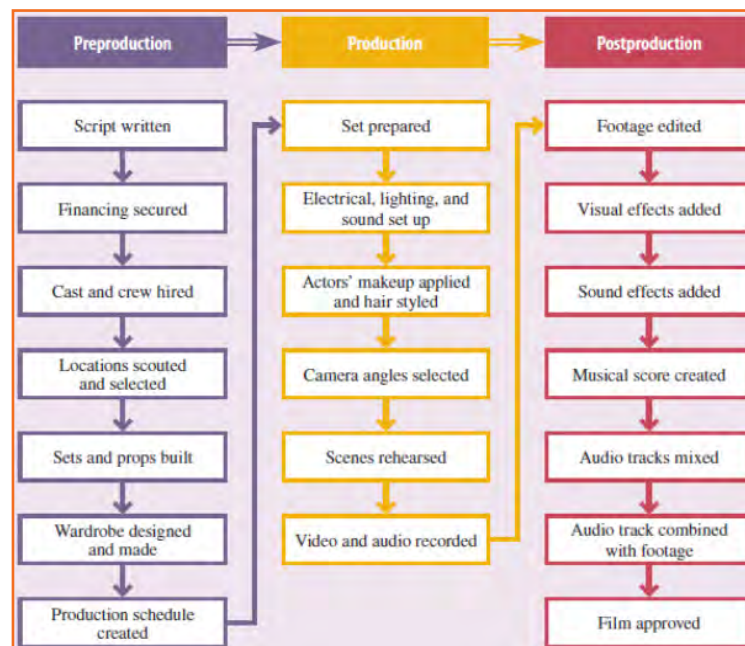 Preproduction
Production
Postproduction
Script written
Financing secured
Cast and crew hired
Locations scouted
and selected
Sets and props built
Wardrobe designed
and made
Production schedule
created
Set prepared
Electrical, lighting, and
sound set up
Actors’ makeup applied
and hair styled
Camera angles selected
Scenes rehearsed
Video and audio recorded
Footage edited
Visual effects added
Sound effects added
Musical score created
Audio tracks mixed
Audio track combined
with footage
Film approved